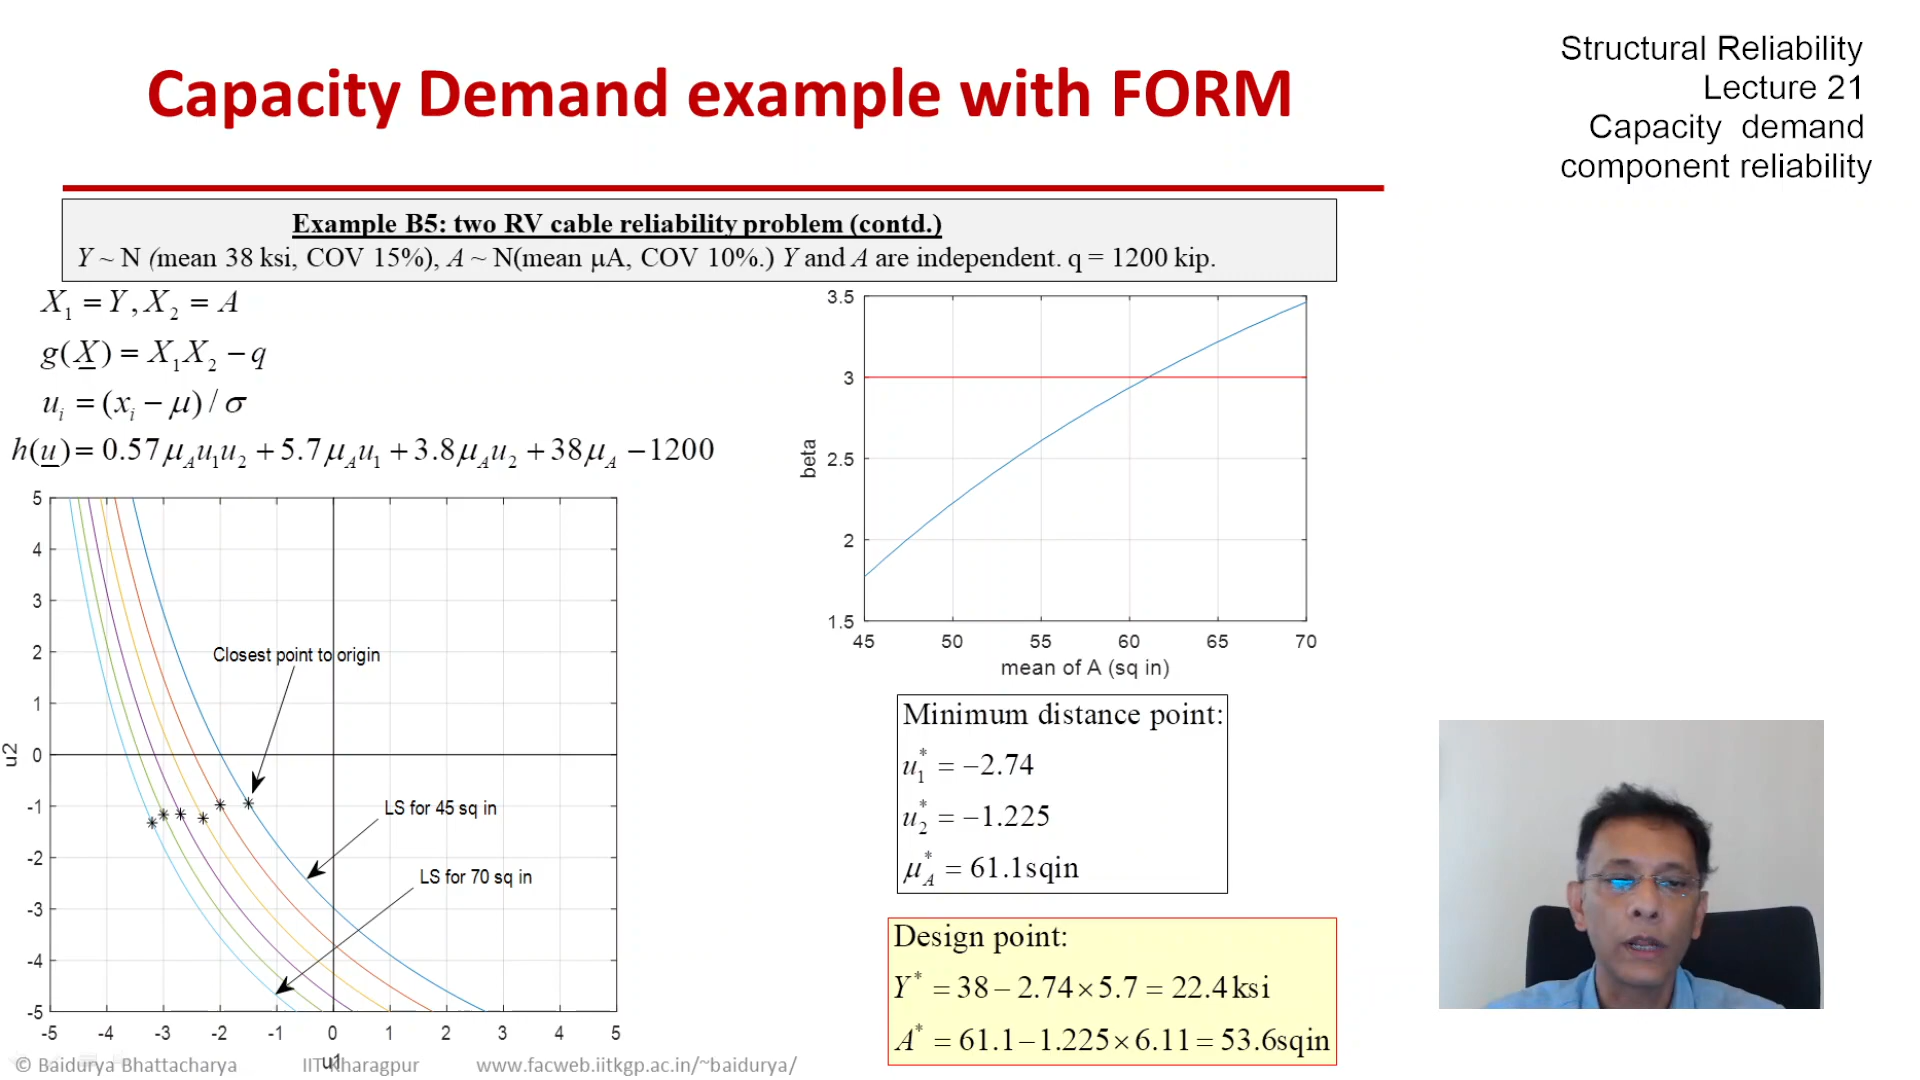 Capacity Demand example with FORM
Structural Reliability
Lecture 21
Capacity demand
component reliability
Example B5: two RV cable reliability problem (contd.)
Y ~ N (mean 38 ksi, COV 15%), A ~ N(mean μA, COV 10%.) Y and A are independent. q = 1200 kip.
X₁ = Y, X₂ = A
g(X) = X₁X₂ − q
uᵢ = (xᵢ − μ) / σ
h(u) = 0.57μ_A u₁u₂ + 5.7μ_A u₁ + 3.8μ_A u₂ + 38μ_A − 1200
5
4
3
2
1
0
-1
-2
-3
-4
-5
u2
Closest point to origin
LS for 45 sq in
LS for 70 sq in
-5 -4 -3 -2 -1 0 1 2 3 4 5
u1
3.5
3
2.5
2
1.5
beta
45 50 55 60 65 70
mean of A (sq in)
Minimum distance point:
u₁* = −2.74
u₂* = −1.225
μ_A* = 61.1sqin
Design point:
Y* = 38 − 2.74 × 5.7 = 22.4 ksi
A* = 61.1 − 1.225 × 6.11 = 53.6sqin
© Baidurya Bhattacharya IIT Kharagpur www.facweb.iitkgp.ac.in/~baidurya/